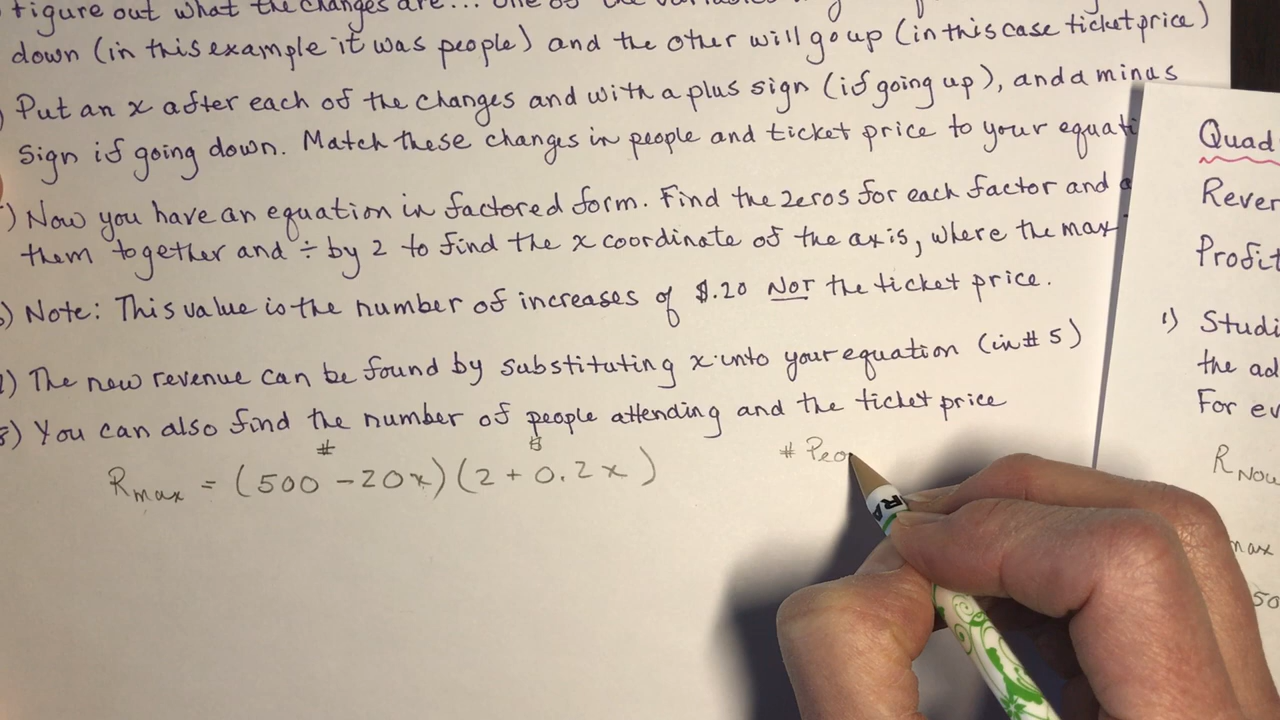 figure out what the changes are... one of the variables
down (in this example it was people) and the other will go up (in this case ticket price)
) Put an x after each of the changes and with a plus sign (if going up), and a minus
Sign if going down. Match these changes in people and ticket price to your equati
) Now you have an equation in factored form. Find the zeros for each factor and a
them together and ÷ by 2 to find the x coordinate of the axis, where the max
) Note: This value is the number of increases of $.20 NOT the ticket price.
) The new revenue can be found by substituting x into your equation (in # 5)
8) You can also find the number of people attending and the ticket price
# $
Rmax = (500 - 20x)(2 + 0.2x)
# Peo
Quad
Reven
Profit
1) Studi
the ad
For ev
RNow
max
50
RA